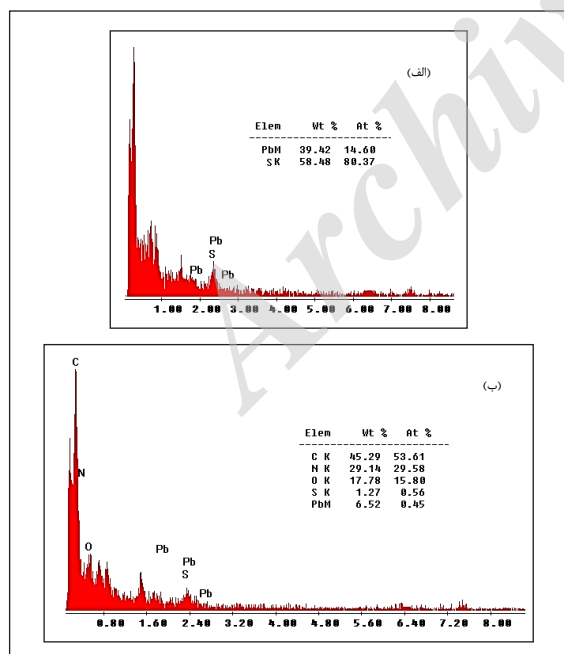 (الف)
Elem Wt % At %
PbM 39.42 14.60
S K 58.48 80.37
Pb
S
Pb
Pb
1.00 2.00 3.00 4.00 5.00 6.00 7.00 8.00
(ب)
C
Elem Wt % At %
C K 45.29 53.61
N K 29.14 29.58
O K 17.78 15.80
S K 1.27 0.56
PbM 6.52 0.45
N
O
Pb
Pb
S
Pb
0.80 1.60 2.40 3.20 4.00 4.80 5.60 6.40 7.20 8.00
Archiv